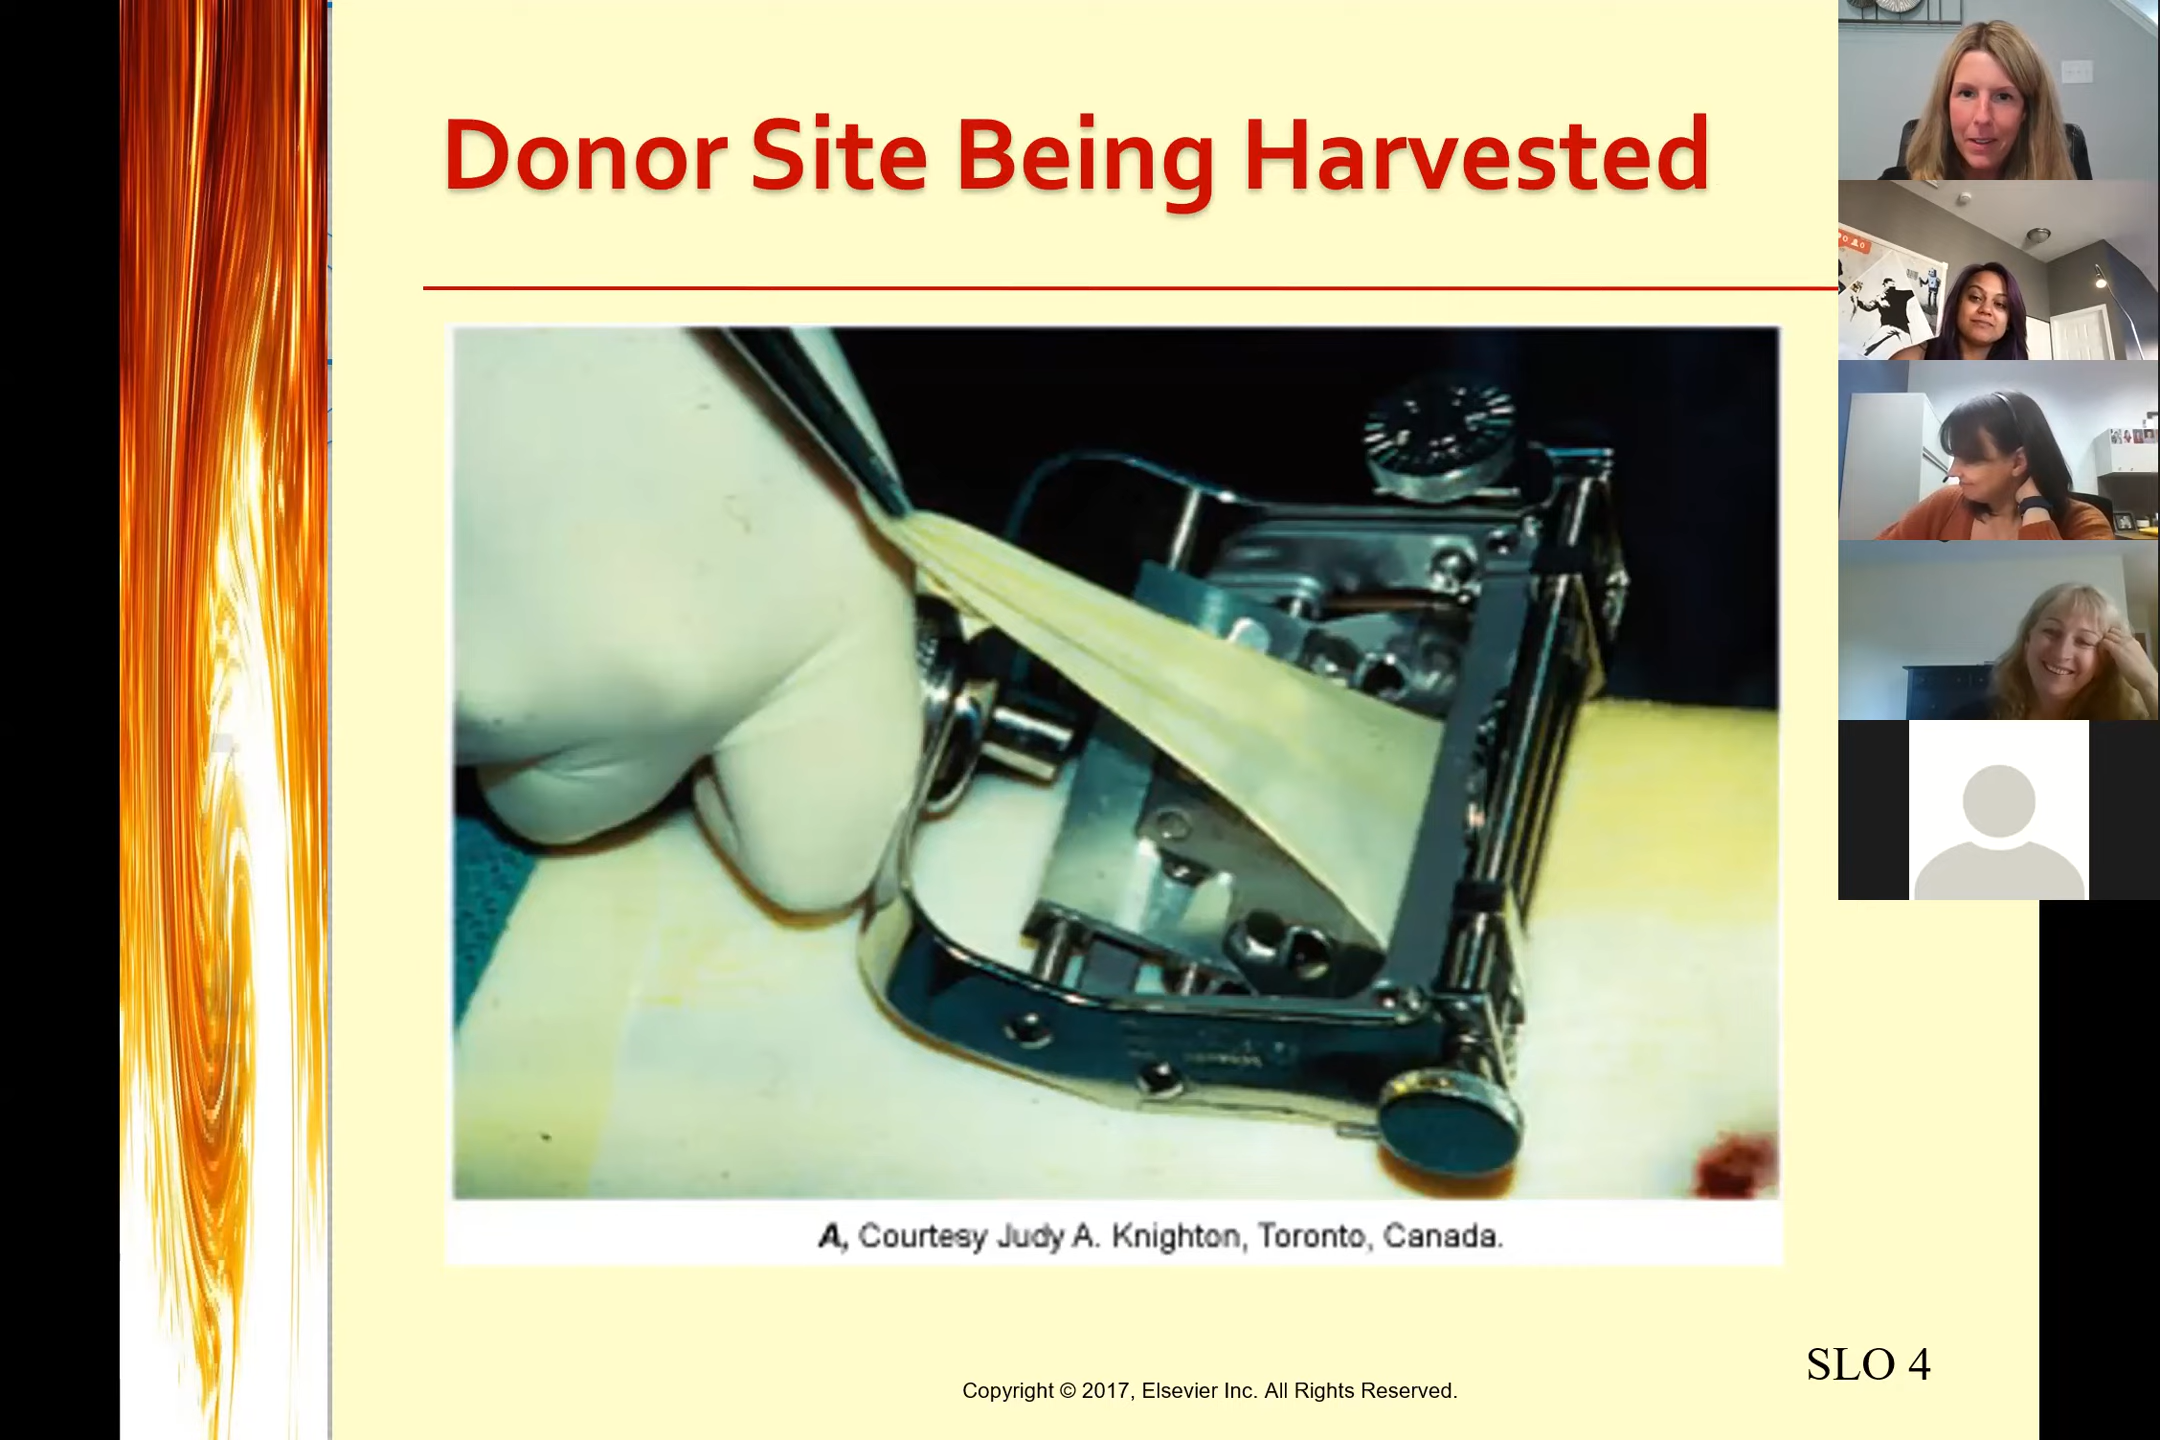 Donor Site Being Harvested
A, Courtesy Judy A. Knighton, Toronto, Canada.
SLO 4
Copyright © 2017, Elsevier Inc. All Rights Reserved.